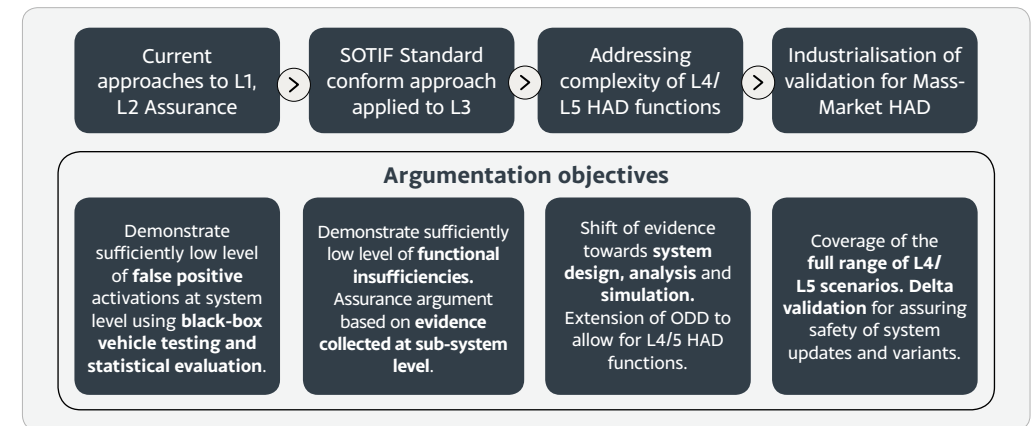 Current
approaches to L1,
L2 Assurance
SOTIF Standard
conform approach
applied to L3
Addressing
complexity of L4/
L5 HAD functions
Industrialisation of
validation for Mass-
Market HAD
Argumentation objectives
Demonstrate
sufficiently low level
of false positive
activations at system
level using black-box
vehicle testing and
statistical evaluation.
Demonstrate sufficiently
low level of functional
insufficiencies.
Assurance argument
based on evidence
collected at sub-system
level.
Shift of evidence
towards system
design, analysis and
simulation.
Extension of ODD to
allow for L4/5 HAD
functions.
Coverage of the
full range of L4/
L5 scenarios. Delta
validation for assuring
safety of system
updates and variants.